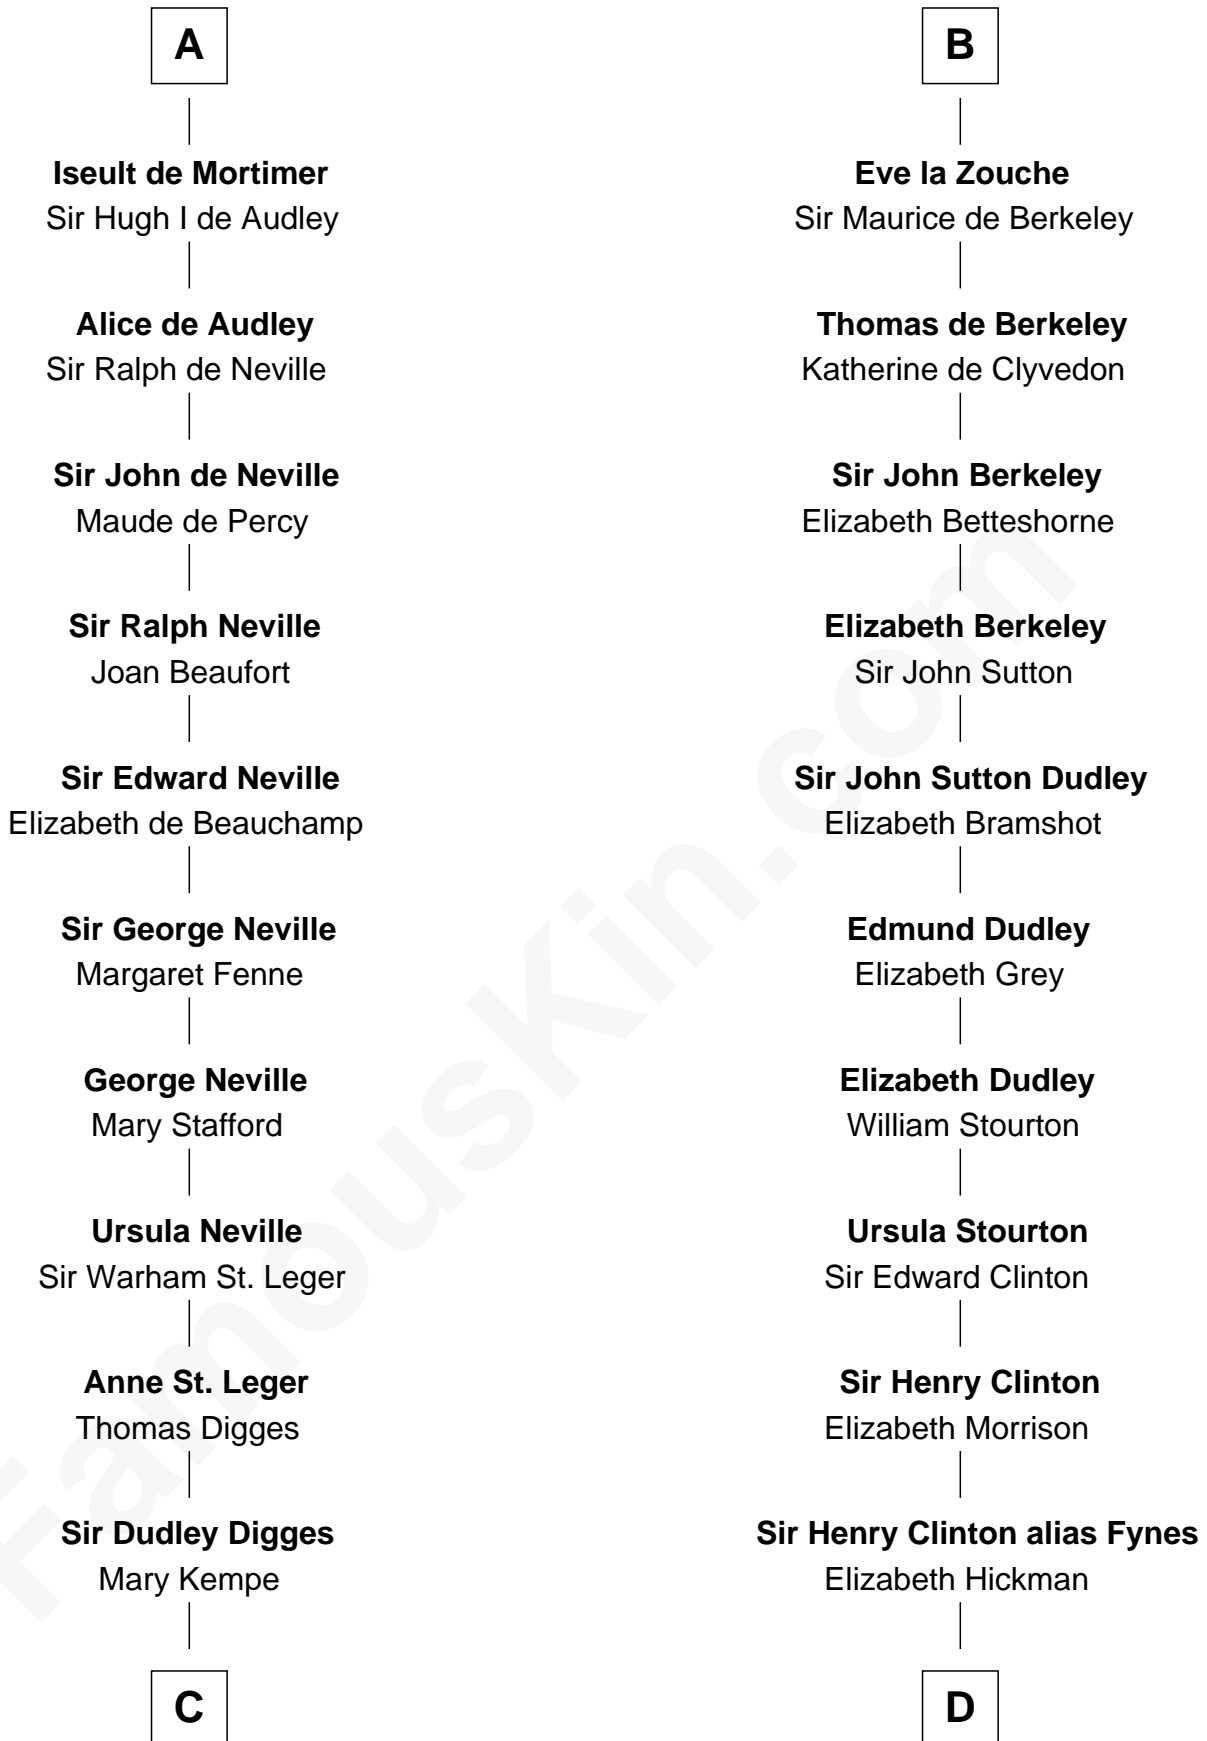 A
Iseult de Mortimer
Sir Hugh I de Audley
Alice de Audley
Sir Ralph de Neville
Sir John de Neville
Maude de Percy
Sir Ralph Neville
Joan Beaufort
Sir Edward Neville
Elizabeth de Beauchamp
Sir George Neville
Margaret Fenne
George Neville
Mary Stafford
Ursula Neville
Sir Warham St. Leger
Anne St. Leger
Thomas Digges
Sir Dudley Digges
Mary Kempe
C
B
Eve la Zouche
Sir Maurice de Berkeley
Thomas de Berkeley
Katherine de Clyvedon
Sir John Berkeley
Elizabeth Betteshorne
Elizabeth Berkeley
Sir John Sutton
Sir John Sutton Dudley
Elizabeth Bramshot
Edmund Dudley
Elizabeth Grey
Elizabeth Dudley
William Stourton
Ursula Stourton
Sir Edward Clinton
Sir Henry Clinton
Elizabeth Morrison
Sir Henry Clinton alias Fynes
Elizabeth Hickman
D
FamousKin.com